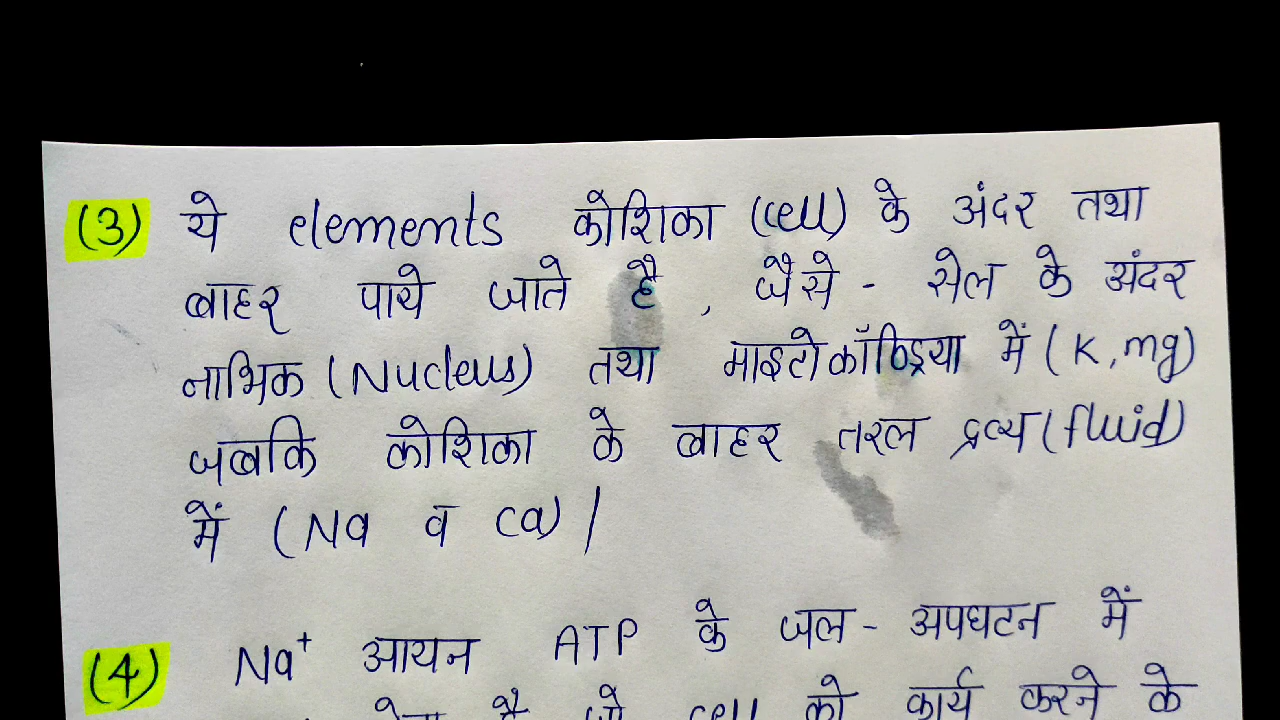 (3) ये elements कोशिका (cell) के अंदर तथा
बाहर पाये जाते है , जैसे - सेल के अंदर
नाभिक (Nucleus) तथा माइटोकॉण्ड्रिया में (K, mg)
जबकि कोशिका के बाहर तरल द्रव्य (fluid)
में (Na व ca) |
(4) Na⁺ आयन ATP के जल - अपघटन में
है जो cell को कार्य करने के